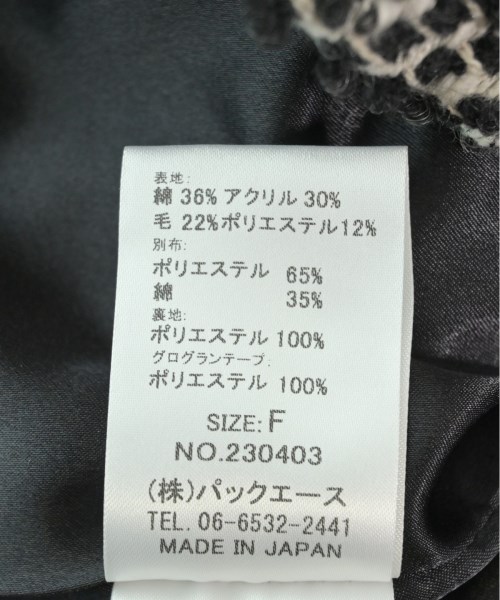 表地:
綿 36% アクリル 30%
毛 22%ポリエステル12%
別布:
ポリエステル 65%
綿 35%
裏地:
ポリエステル 100%
グログランテープ:
ポリエステル 100%
SIZE: F
NO.230403
(株)パックエース
TEL. 06-6532-2441
MADE IN JAPAN